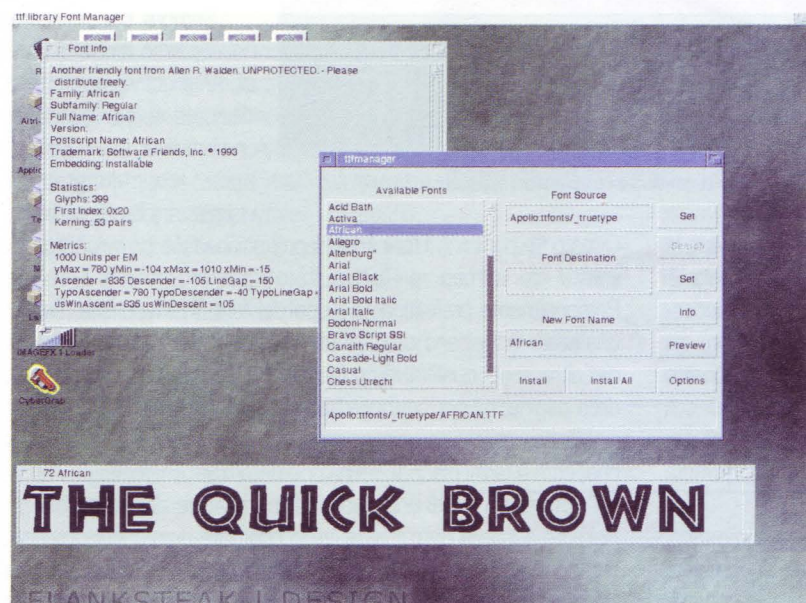 ttf.library Font Manager
Font Info
Another friendly font from Allen R. Walden. UNPROTECTED. - Please
distribute freely.
Family: African
Subfamily: Regular
Full Name: African
Version:
Postscript Name: African
Trademark: Software Friends, Inc. © 1993
Embedding: Installable
Statistics:
Glyphs: 399
First Index: 0x20
Kerning: 53 pairs
Metrics:
1000 Units per EM
yMax = 780 yMin = -104 xMax = 1010 xMin = -15
Ascender = 835 Descender = -105 LineGap = 150
TypoAscender = 780 TypoDescender = -40 TypoLineGap =
usWinAscent = 835 usWinDescent = 105
IMAGEFX 1 Loader
CyberGrab
ttfmanager
Available Fonts
Acid Bath
Activa
African
Allegro
Altenburg"
Arial
Arial Black
Arial Bold
Arial Bold Italic
Arial Italic
Bodoni-Normal
Bravo Script SSi
Canaith Regular
Cascade-Light Bold
Casual
Chess Utrecht
Font Source
Apollo:ttfonts/_truetype
Set
Font Destination
Set
New Font Name
Info
African
Preview
Install
Install All
Options
Apollo:ttfonts/_truetype/AFRICAN.TTF
72 African
THE QUICK BROWN
FLANKSTEAK | DESIGN